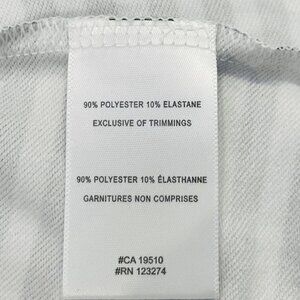 90% POLYESTER 10% ELASTANE
EXCLUSIVE OF TRIMMINGS
90% POLYESTER 10% ÉLASTHANNE
GARNITURES NON COMPRISES
#CA 19510
#RN 123274